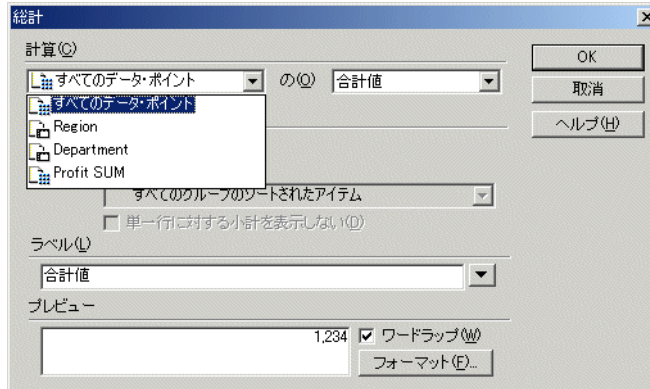 総計
計算(C)
すべてのデータ・ポイント の(O) 合計値
すべてのデータ・ポイント
Region
Department
Profit SUM
すべてのグループのソートされたアイテム
単一行に対する小計を表示しない(D)
ラベル(L)
合計値
プレビュー
1,234
ワードラップ(W)
フォーマット(F)...
OK
取消
ヘルプ(H)